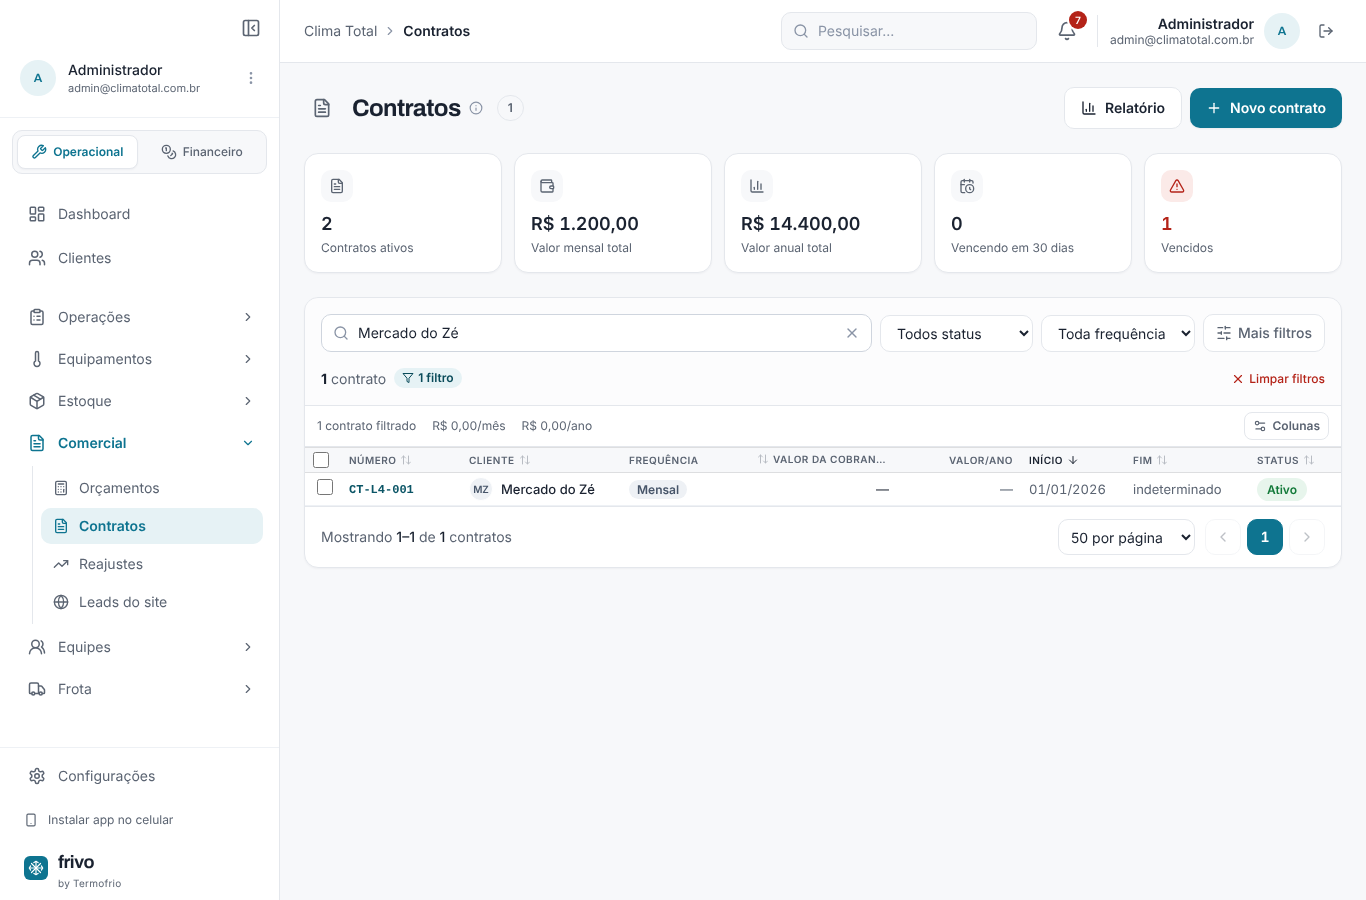 Clima Total
Contratos
Pesquisar...
7
Administrador
admin@climatotal.com.br
A
A
Administrador
admin@climatotal.com.br
Operacional
Financeiro
Dashboard
Clientes
Operações
Equipamentos
Estoque
Comercial
Orçamentos
Contratos
Reajustes
Leads do site
Equipes
Frota
Configurações
Instalar app no celular
frivo
by Termofrio
Contratos
1
Relatório
Novo contrato
2
Contratos ativos
R$ 1.200,00
Valor mensal total
R$ 14.400,00
Valor anual total
0
Vencendo em 30 dias
1
Vencidos
Mercado do Zé
Todos status
Toda frequência
Mais filtros
1 contrato
1 filtro
Limpar filtros
1 contrato filtrado R$ 0,00/mês R$ 0,00/ano
Colunas
NÚMERO CLIENTE FREQUÊNCIA VALOR DA COBRAN... VALOR/ANO INÍCIO FIM STATUS
CT-L4-001 MZ Mercado do Zé Mensal — — 01/01/2026 indeterminado Ativo
Mostrando 1–1 de 1 contratos
50 por página
1